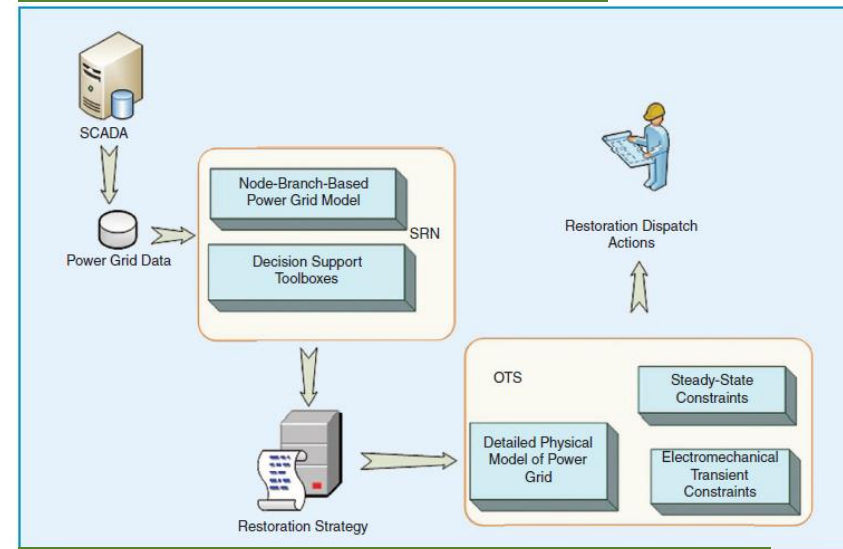 SCADA
Power Grid Data
Node-Branch-Based
Power Grid Model
SRN
Decision Support
Toolboxes
Restoration Strategy
OTS
Detailed Physical
Model of Power
Grid
Steady-State
Constraints
Electromechanical
Transient
Constraints
Restoration Dispatch
Actions